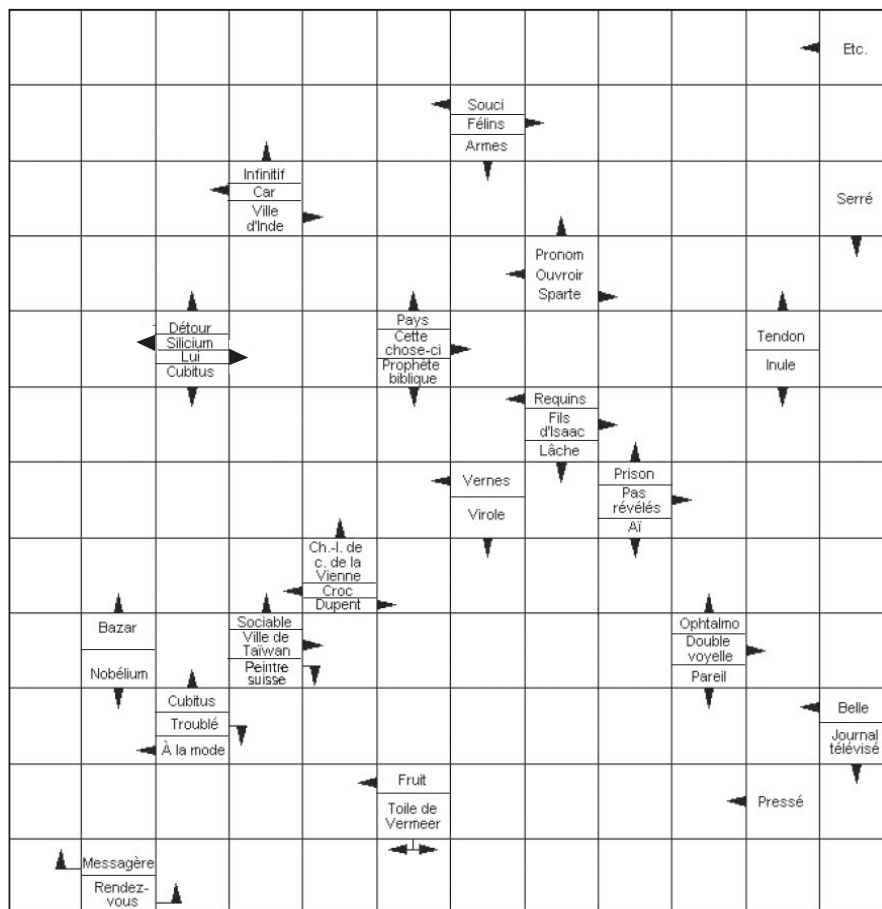 Etc.
Souci
Félins
Armes
Infinitif
Car
Ville
d'Inde
Serré
Pronom
Ouvroir
Sparte
Détour
Silicium
Lui
Cubitus
Pays
Cette
chose-ci
Prophète
biblique
Tendon
Inule
Requins
Fils
d'Isaac
Lâche
Vernes
Virole
Prison
Pas
révélés
Aï
Ch.-l. de
c. de la
Vienne
Croc
Dupent
Bazar
Nobélium
Sociable
Ville de
Taïwan
Peintre
suisse
Ophtalmo
Double
voyelle
Pareil
Cubitus
Troublé
À la mode
Belle
Journal
télévisé
Fruit
Toile de
Vermeer
Pressé
Messagère
Rendez-
vous